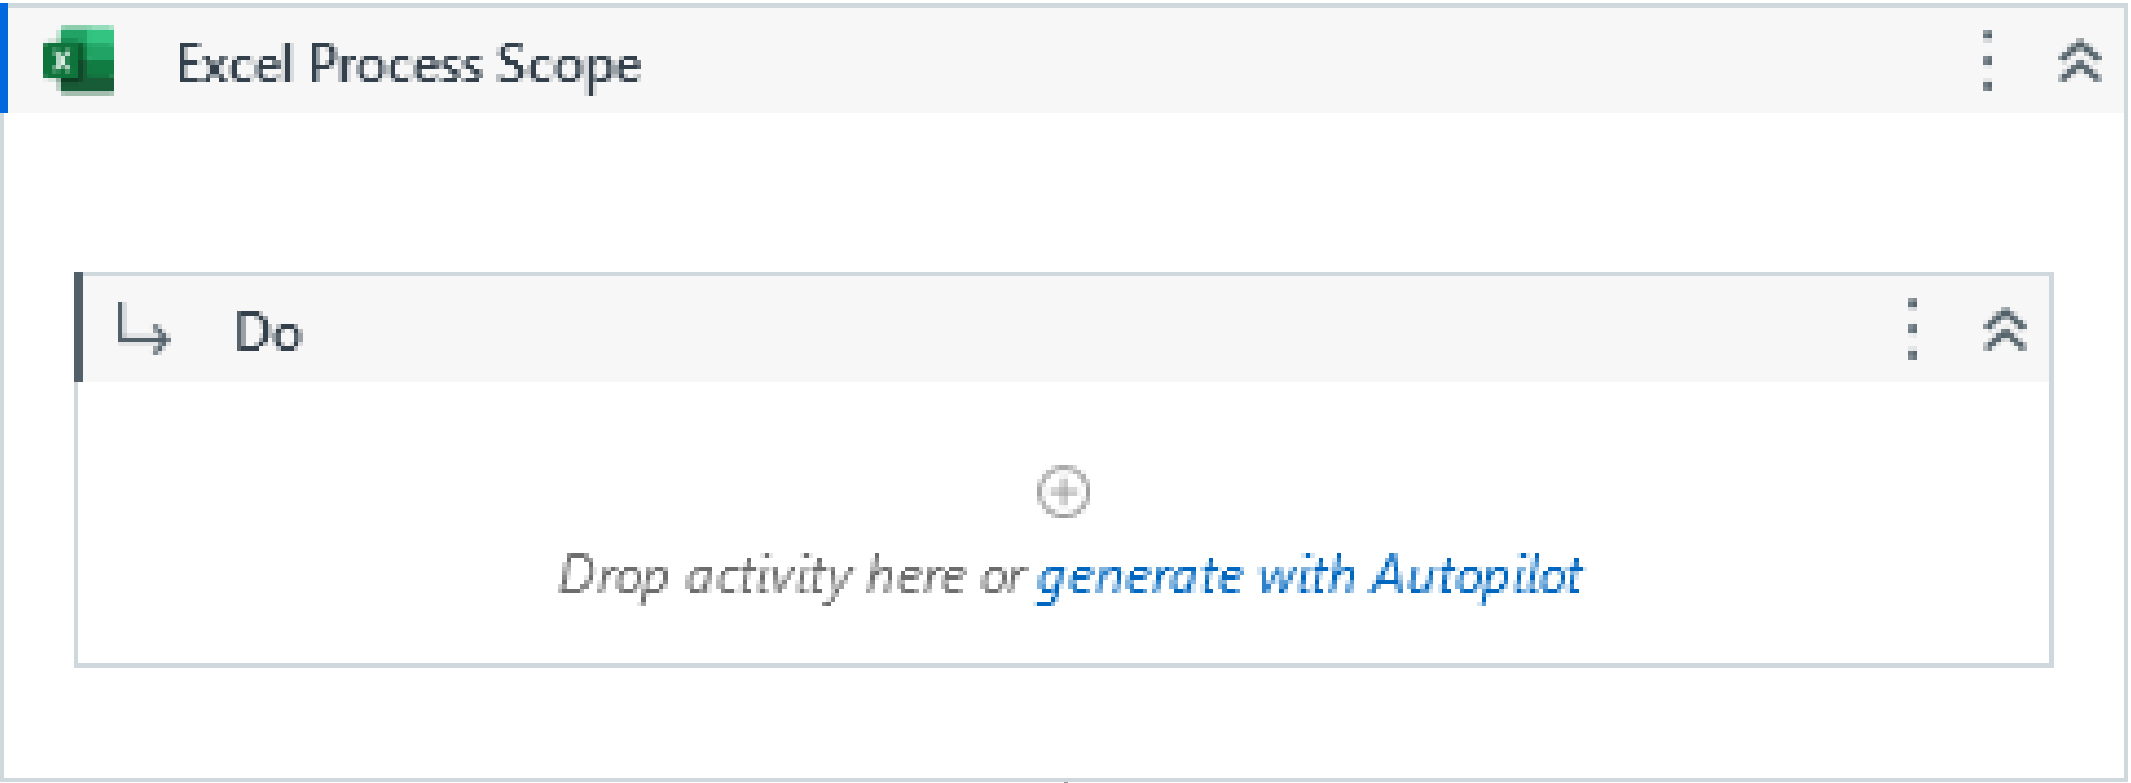 Excel Process Scope
Do
Drop activity here or generate with Autopilot